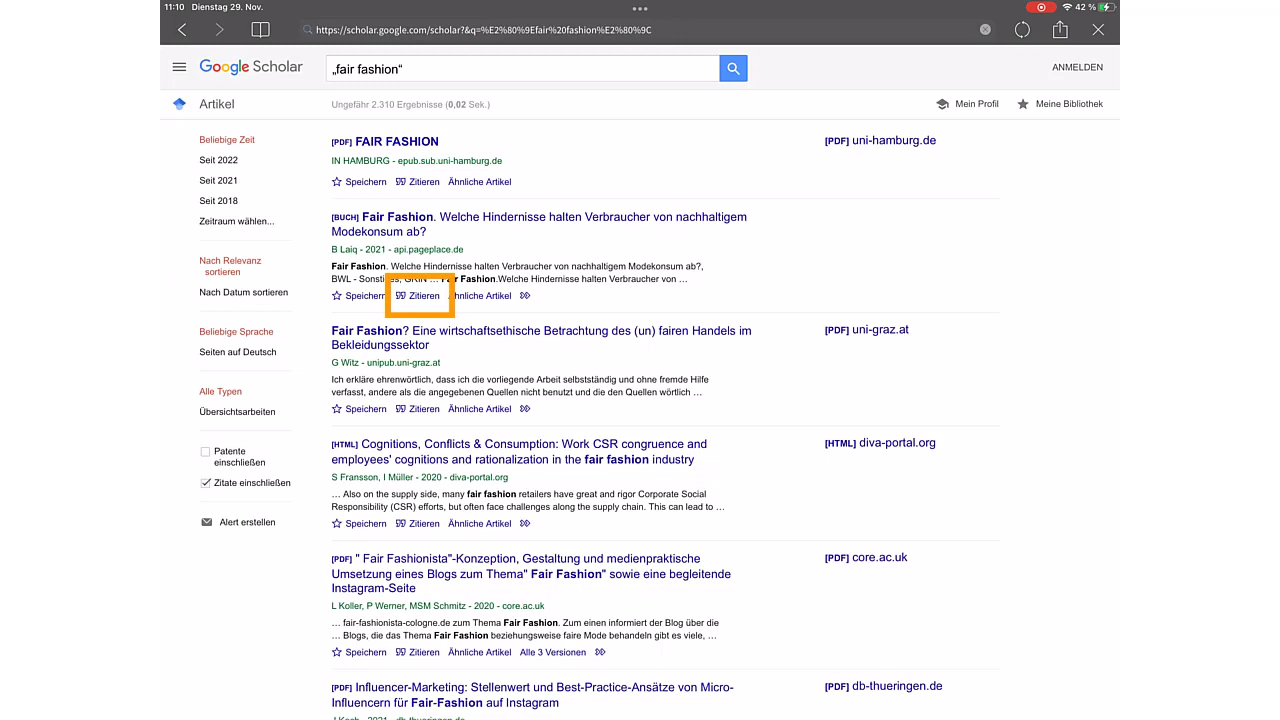 11:10 Dienstag 29. Nov.
42 %
https://scholar.google.com/scholar?&q=%E2%80%9Efair%20fashion%E2%80%9C
Google Scholar
„fair fashion“
ANMELDEN
Artikel
Ungefähr 2.310 Ergebnisse (0,02 Sek.)
Mein Profil
Meine Bibliothek
Beliebige Zeit
Seit 2022
Seit 2021
Seit 2018
Zeitraum wählen...
Nach Relevanz
sortieren
Nach Datum sortieren
Beliebige Sprache
Seiten auf Deutsch
Alle Typen
Übersichtsarbeiten
Patente
einschließen
Zitate einschließen
Alert erstellen
[PDF] FAIR FASHION
IN HAMBURG - epub.sub.uni-hamburg.de
Speichern Zitieren Ähnliche Artikel
[PDF] uni-hamburg.de
[BUCH] Fair Fashion. Welche Hindernisse halten Verbraucher von nachhaltigem
Modekonsum ab?
B Laiq - 2021 - api.pageplace.de
Fair Fashion. Welche Hindernisse halten Verbraucher von nachhaltigem Modekonsum ab?,
BWL - Sonstiges, GRIN ... Fair Fashion.Welche Hindernisse halten Verbraucher von ...
Speichern Zitieren Ähnliche Artikel
Fair Fashion? Eine wirtschaftsethische Betrachtung des (un) fairen Handels im
Bekleidungssektor
G Witz - unipub.uni-graz.at
Ich erkläre ehrenwörtlich, dass ich die vorliegende Arbeit selbstständig und ohne fremde Hilfe
verfasst, andere als die angegebenen Quellen nicht benutzt und die den Quellen wörtlich ...
Speichern Zitieren Ähnliche Artikel
[PDF] uni-graz.at
[HTML] Cognitions, Conflicts & Consumption: Work CSR congruence and
employees' cognitions and rationalization in the fair fashion industry
S Fransson, I Müller - 2020 - diva-portal.org
... Also on the supply side, many fair fashion retailers have great and rigor Corporate Social
Responsibility (CSR) efforts, but often face challenges along the supply chain. This can lead to ...
Speichern Zitieren Ähnliche Artikel
[HTML] diva-portal.org
[PDF] " Fair Fashionista"-Konzeption, Gestaltung und medienpraktische
Umsetzung eines Blogs zum Thema" Fair Fashion" sowie eine begleitende
Instagram-Seite
L Koller, P Werner, MSM Schmitz - 2020 - core.ac.uk
... fair-fashionista-cologne.de zum Thema Fair Fashion. Zum einen informiert der Blog über die
... Blogs, die das Thema Fair Fashion beziehungsweise faire Mode behandeln gibt es viele, ...
Speichern Zitieren Ähnliche Artikel Alle 3 Versionen
[PDF] core.ac.uk
[PDF] Influencer-Marketing: Stellenwert und Best-Practice-Ansätze von Micro-
Influencern für Fair-Fashion auf Instagram
[PDF] db-thueringen.de